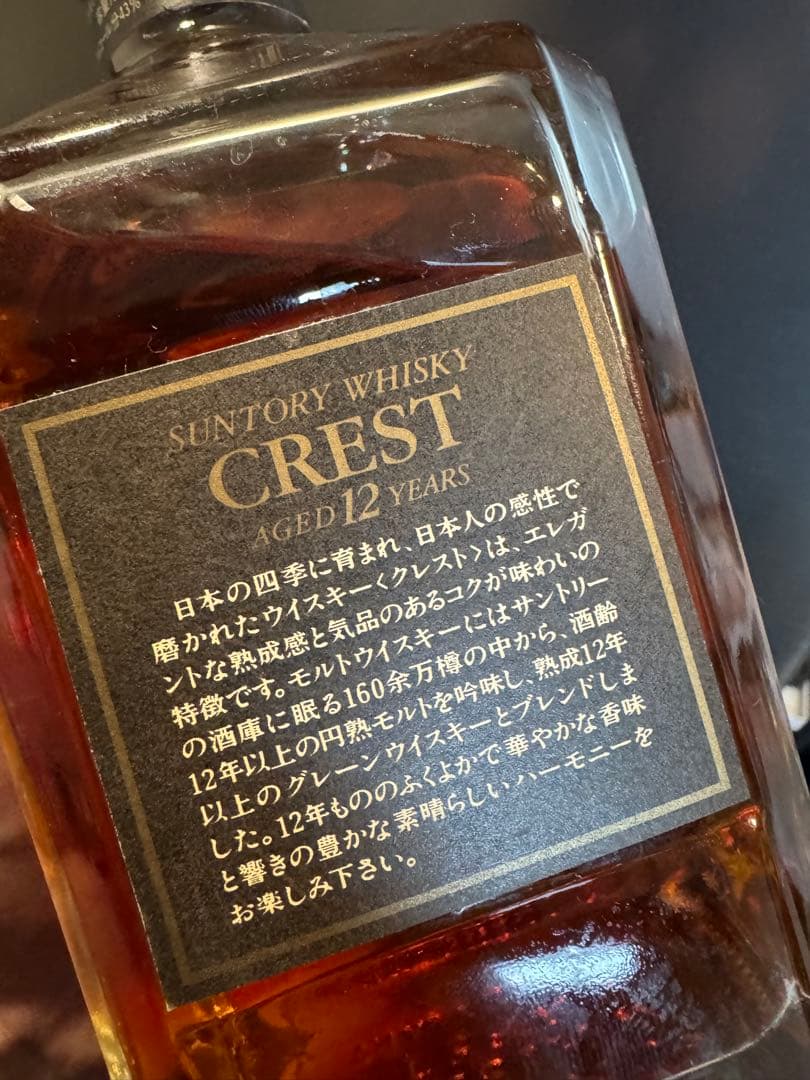 43%
SUNTORY WHISKY
CREST
AGED 12 YEARS
日本の四季に育まれ、日本人の感性で
磨かれたウイスキー〈クレスト〉は、エレガ
ントな熟成感と気品のあるコクが味わいの
特徴です。モルトウイスキーにはサントリー
の酒庫に眠る160余万樽の中から、酒齢
12年以上の円熟モルトを吟味し、熟成12年
以上のグレーンウイスキーとブレンドしま
した。12年もののふくよかで華やかな香味
と響きの豊かな素晴らしいハーモニーを
お楽しみ下さい。